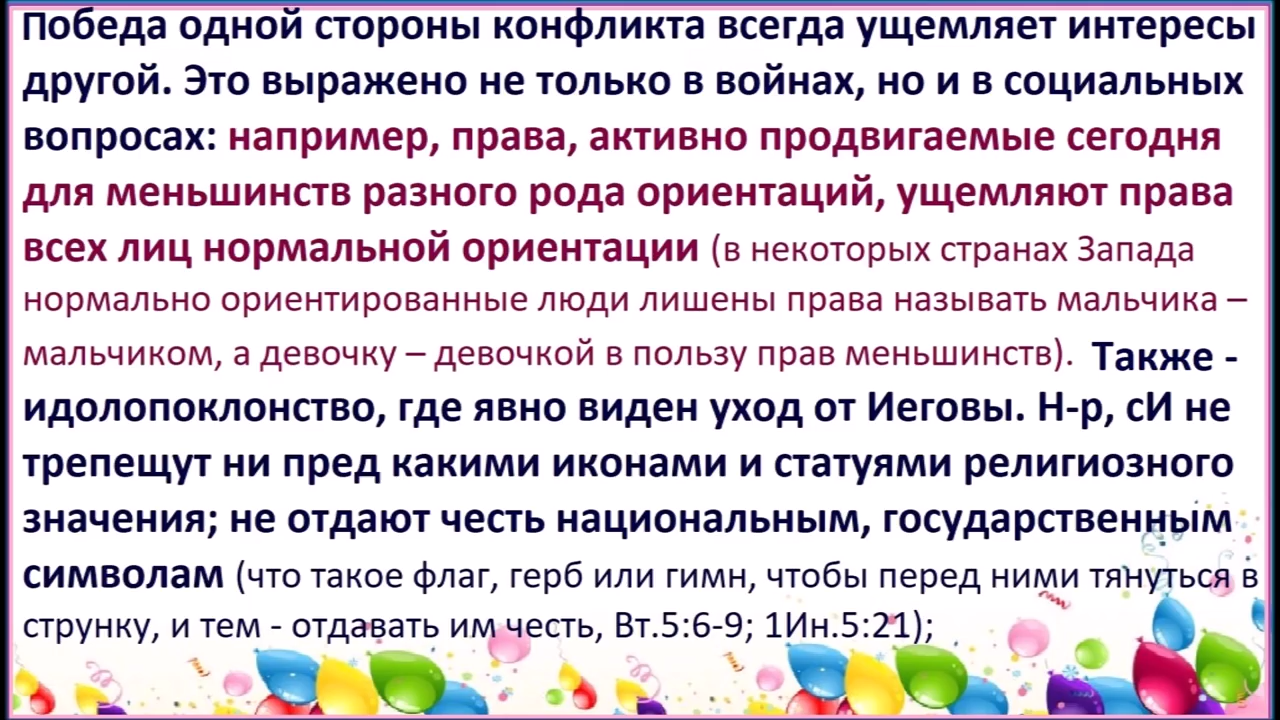 Победа одной стороны конфликта всегда ущемляет интересы
другой. Это выражено не только в войнах, но и в социальных
вопросах: например, права, активно продвигаемые сегодня
для меньшинств разного рода ориентаций, ущемляют права
всех лиц нормальной ориентации (в некоторых странах Запада
нормально ориентированные люди лишены права называть мальчика –
мальчиком, а девочку – девочкой в пользу прав меньшинств). Также -
идолопоклонство, где явно виден уход от Иеговы. Н-р, сИ не
трепещут ни пред какими иконами и статуями религиозного
значения; не отдают честь национальным, государственным
символам (что такое флаг, герб или гимн, чтобы перед ними тянуться в
струнку, и тем - отдавать им честь, Вт.5:6-9; 1Ин.5:21);